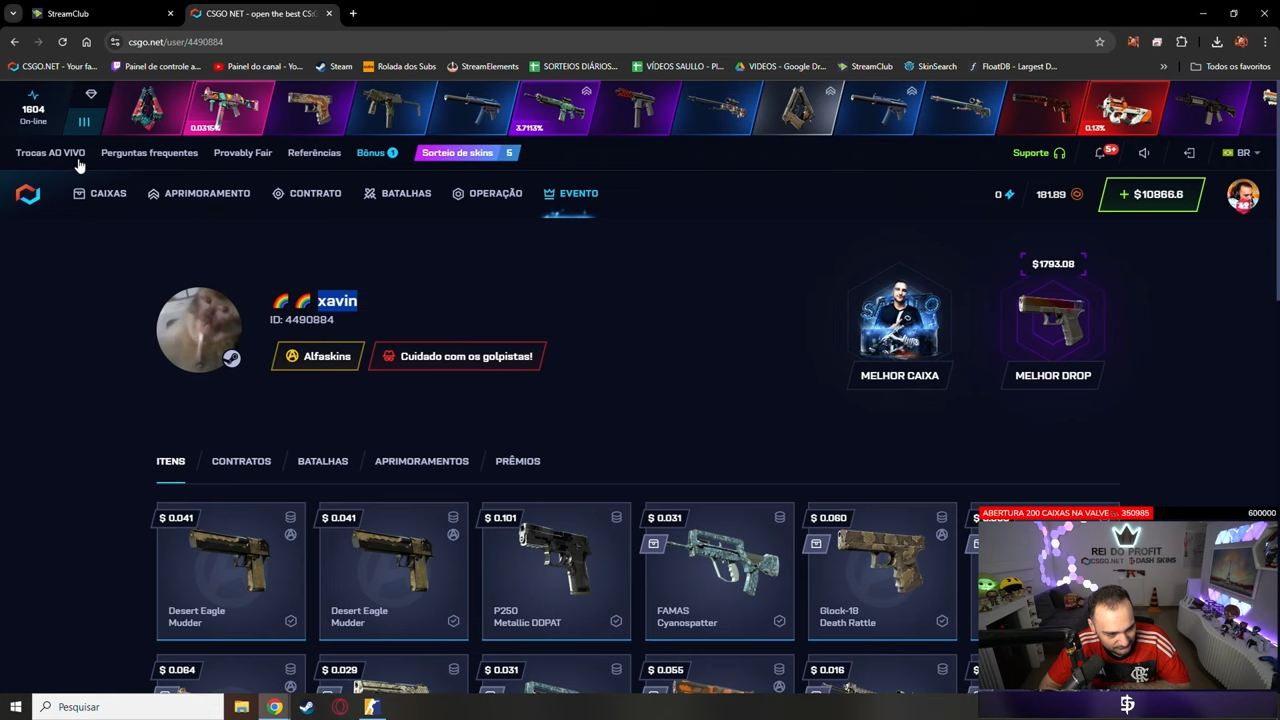 StreamClub
CSGO NET - open the best CS:G
csgo.net/user/4490884
CSGO.NET - Your fa...
Painel de controle a...
Painel do canal - Yo...
Steam
Rolada dos Subs
StreamElements
SORTEIOS DIÁRIOS...
VÍDEOS SAULLO - Pl...
VIDEOS - Google Dr...
StreamClub
SkinSearch
FloatDB - Largest D...
Todos os favoritos
1604
On-line
0.0315%
3.7113%
0.13%
Trocas AO VIVO
Perguntas frequentes
Provably Fair
Referências
Bônus 1
Sorteio de skins 5
Suporte
5+
BR
CAIXAS
APRIMORAMENTO
CONTRATO
BATALHAS
OPERAÇÃO
EVENTO
0
181.89
+ $10866.6
xavin
ID: 4490884
Alfaskins
Cuidado com os golpistas!
MELHOR CAIXA
$1793.08
MELHOR DROP
ITENS
CONTRATOS
BATALHAS
APRIMORAMENTOS
PRÊMIOS
$ 0.041
Desert Eagle
Mudder
$ 0.041
Desert Eagle
Mudder
$ 0.101
P250
Metallic DDPAT
$ 0.031
FAMAS
Cyanospatter
$ 0.060
Glock-18
Death Rattle
$ 0.064
$ 0.029
$ 0.031
$ 0.055
$ 0.016
ABERTURA 200 CAIXAS NA VALVE
350985
600000
REI DO PROFIT
CSGO.NET
DASH SKINS
Pesquisar